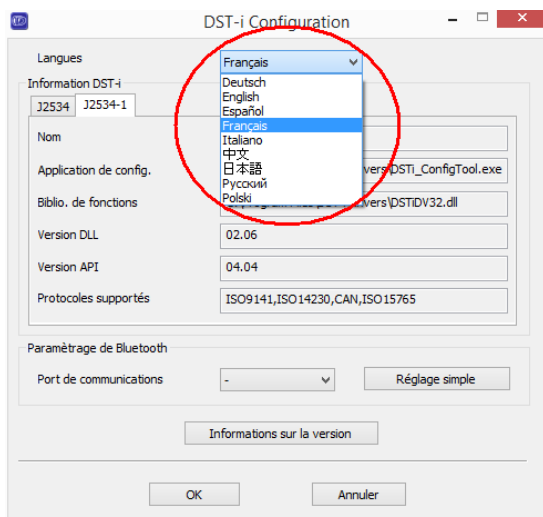 DST-i Configuration
Langues
Français
Deutsch
English
Español
Français
Italiano
中文
日本語
Русский
Polski
Information DST-i
J2534
J2534-1
Nom
Application de config.
vers\DSTi_ConfigTool.exe
Biblio. de fonctions
vers\DSTiDV32.dll
Version DLL
02.06
Version API
04.04
Protocoles supportés
ISO9141,ISO14230,CAN,ISO15765
Paramètrage de Bluetooth
Port de communications
-
Réglage simple
Informations sur la version
OK
Annuler